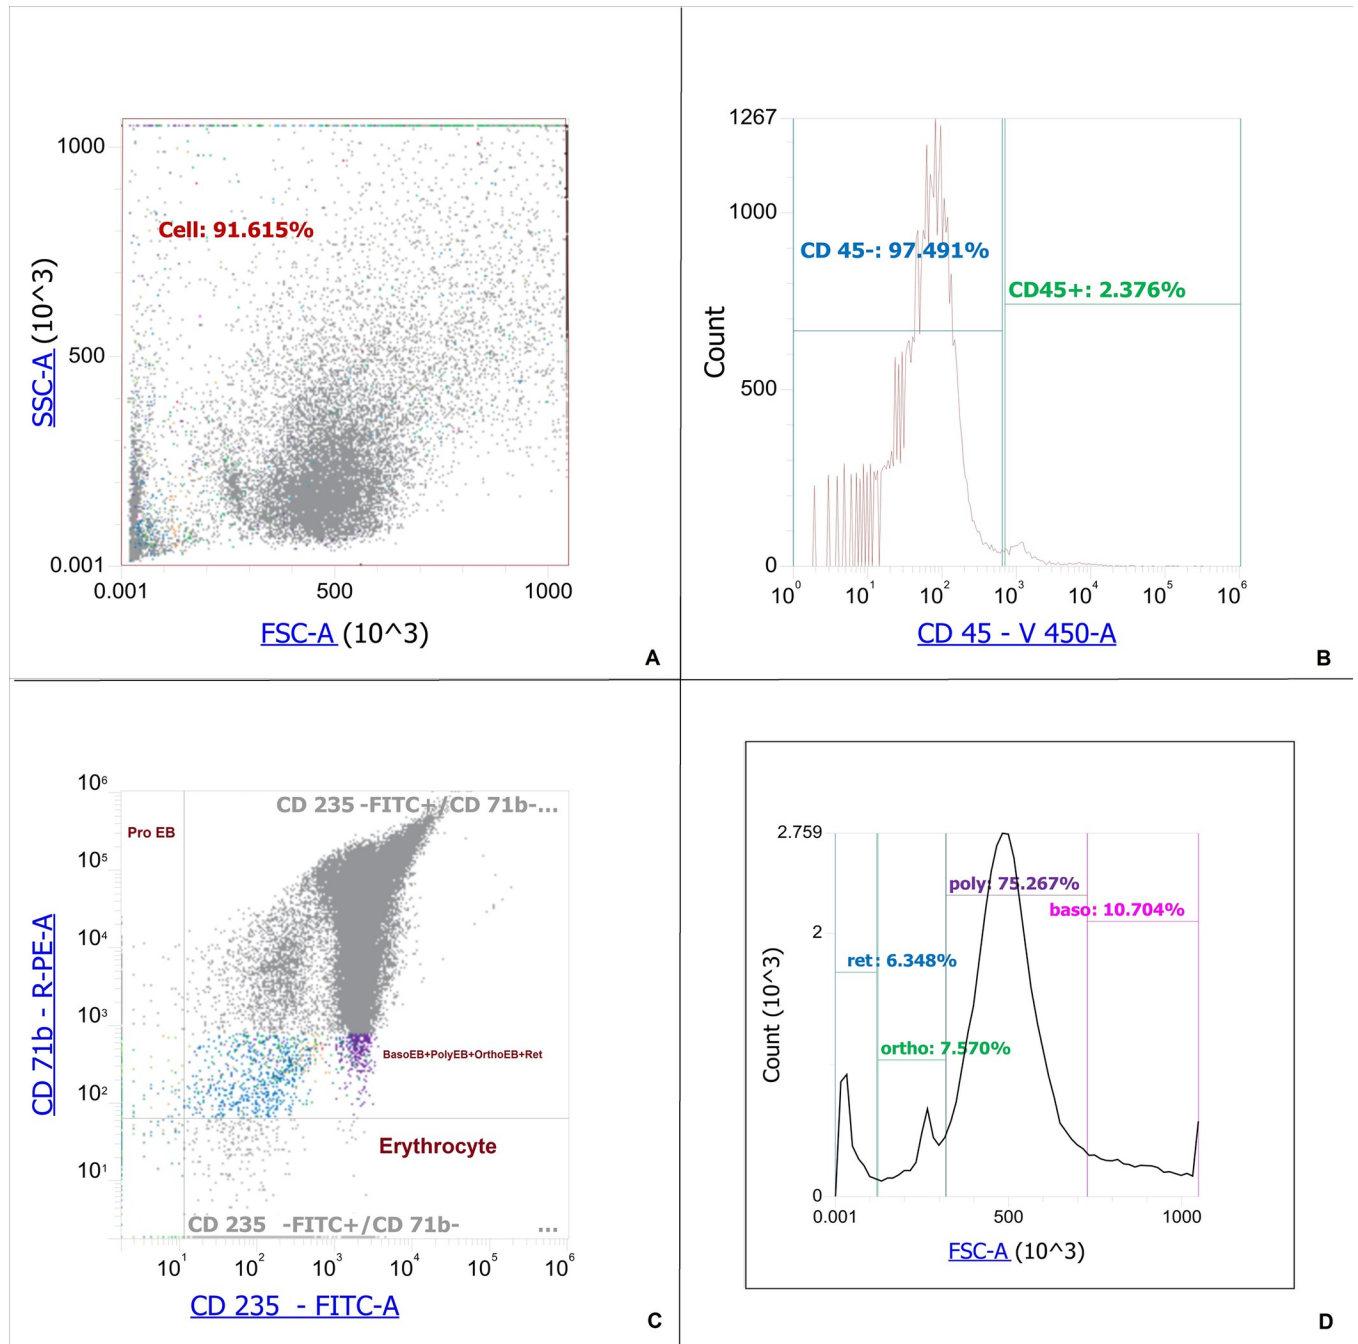 1000
Cell: 91.615%
500
0.001
SSC-A (10^3)
0.001 500 1000
FSC-A (10^3)
A
1267
1000
CD 45-: 97.491%
CD45+: 2.376%
500
0
Count
10^0 10^1 10^2 10^3 10^4 10^5 10^6
CD 45 - V 450-A
B
10^6
CD 235 -FITC+/CD 71b-...
Pro EB
10^5
10^4
10^3
BasoEB+PolyEB+OrthoEB+Ret
10^2
Erythrocyte
10^1
CD 235 -FITC+/CD 71b- ...
CD 71b - R-PE-A
10^1 10^2 10^3 10^4 10^5 10^6
CD 235 - FITC-A
C
2.759
poly: 75.267%
baso: 10.704%
2
ret: 6.348%
ortho: 7.570%
0
Count (10^3)
0.001 500 1000
FSC-A (10^3)
D